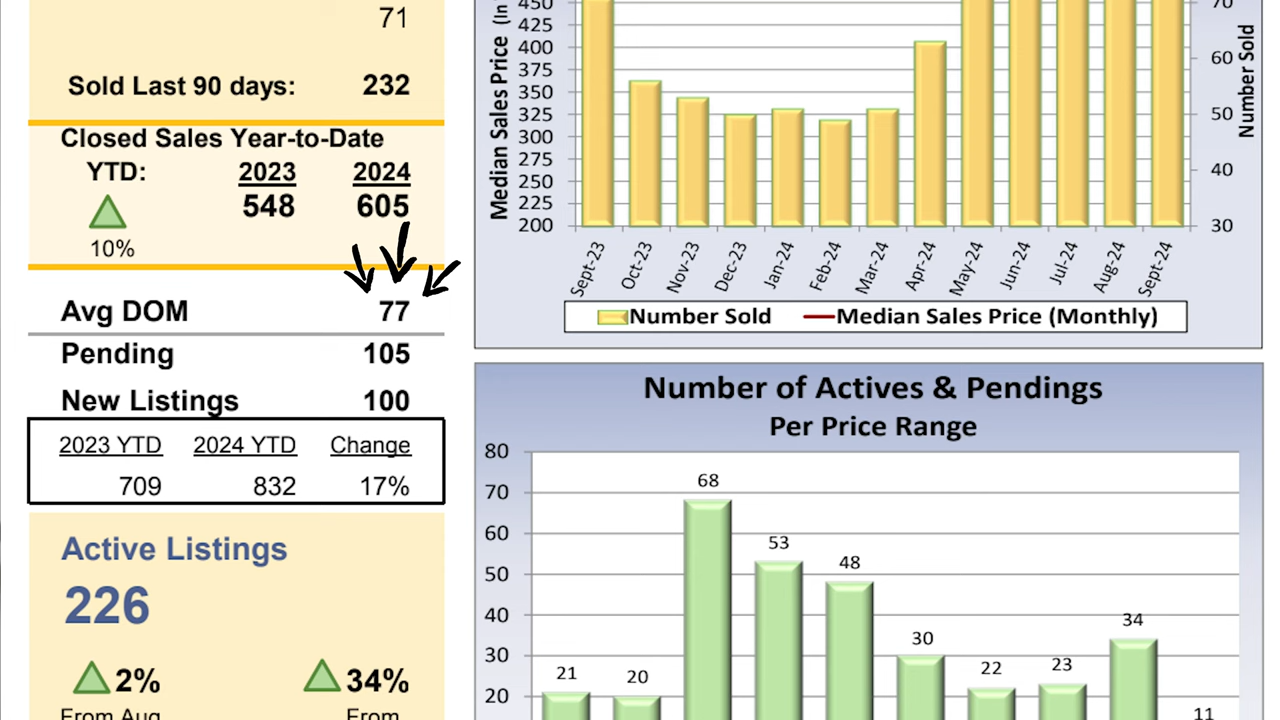 71
Sold Last 90 days: 232
Closed Sales Year-to-Date
YTD: 2023 2024
548 605
10%
Avg DOM 77
Pending 105
New Listings 100
2023 YTD 2024 YTD Change
709 832 17%
Active Listings
226
2% 34%
From Aug From
Median Sales Price (In
450
425
400
375
350
325
300
275
250
225
200
70
60
50
40
30
Number Sold
Sept-23 Oct-23 Nov-23 Dec-23 Jan-24 Feb-24 Mar-24 Apr-24 May-24 Jun-24 Jul-24 Aug-24 Sept-24
Number Sold Median Sales Price (Monthly)
Number of Actives & Pendings
Per Price Range
80
70
60
50
40
30
20
21 20 68 53 48 30 22 23 34 11